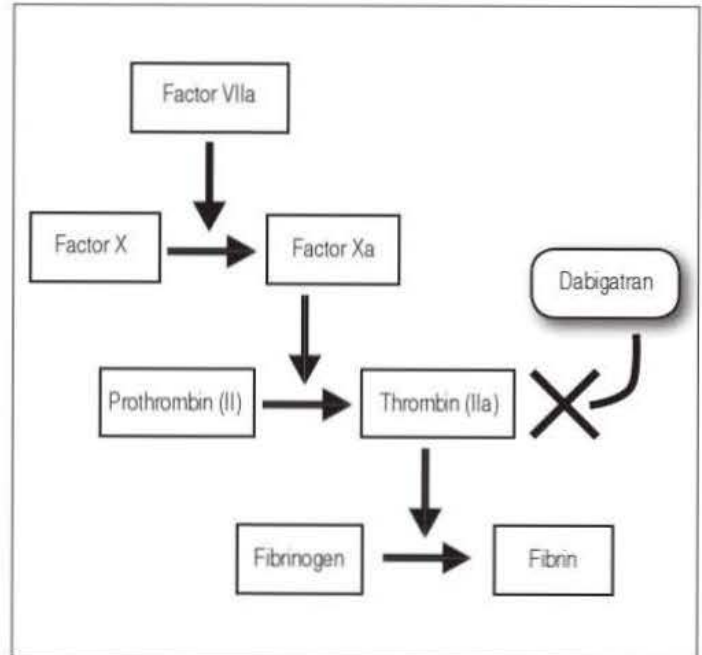 Factor VIIa
Factor X
Factor Xa
Dabigatran
Prothrombin (II)
Thrombin (IIa)
Fibrinogen
Fibrin